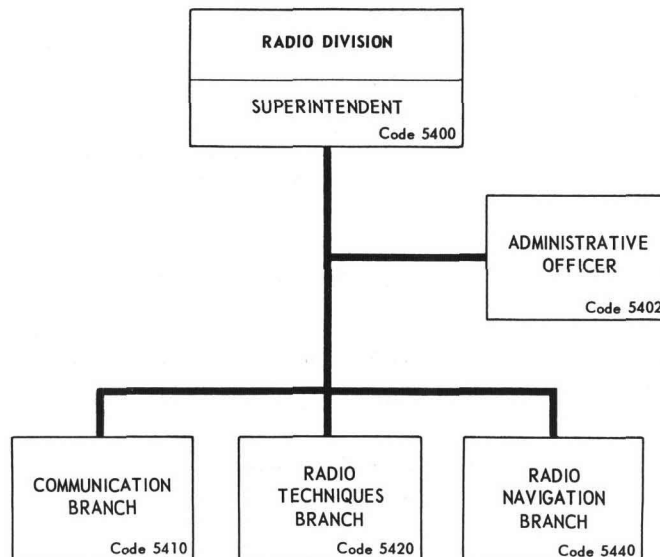 RADIO DIVISION
SUPERINTENDENT
Code 5400
ADMINISTRATIVE
OFFICER
Code 5402
COMMUNICATION
BRANCH
Code 5410
RADIO
TECHNIQUES
BRANCH
Code 5420
RADIO
NAVIGATION
BRANCH
Code 5440